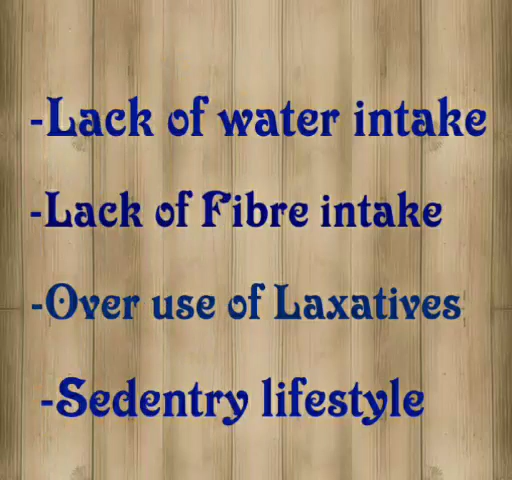 -Lack of water intake
-Lack of Fibre intake
-Over use of Laxatives
-Sedentry lifestyle